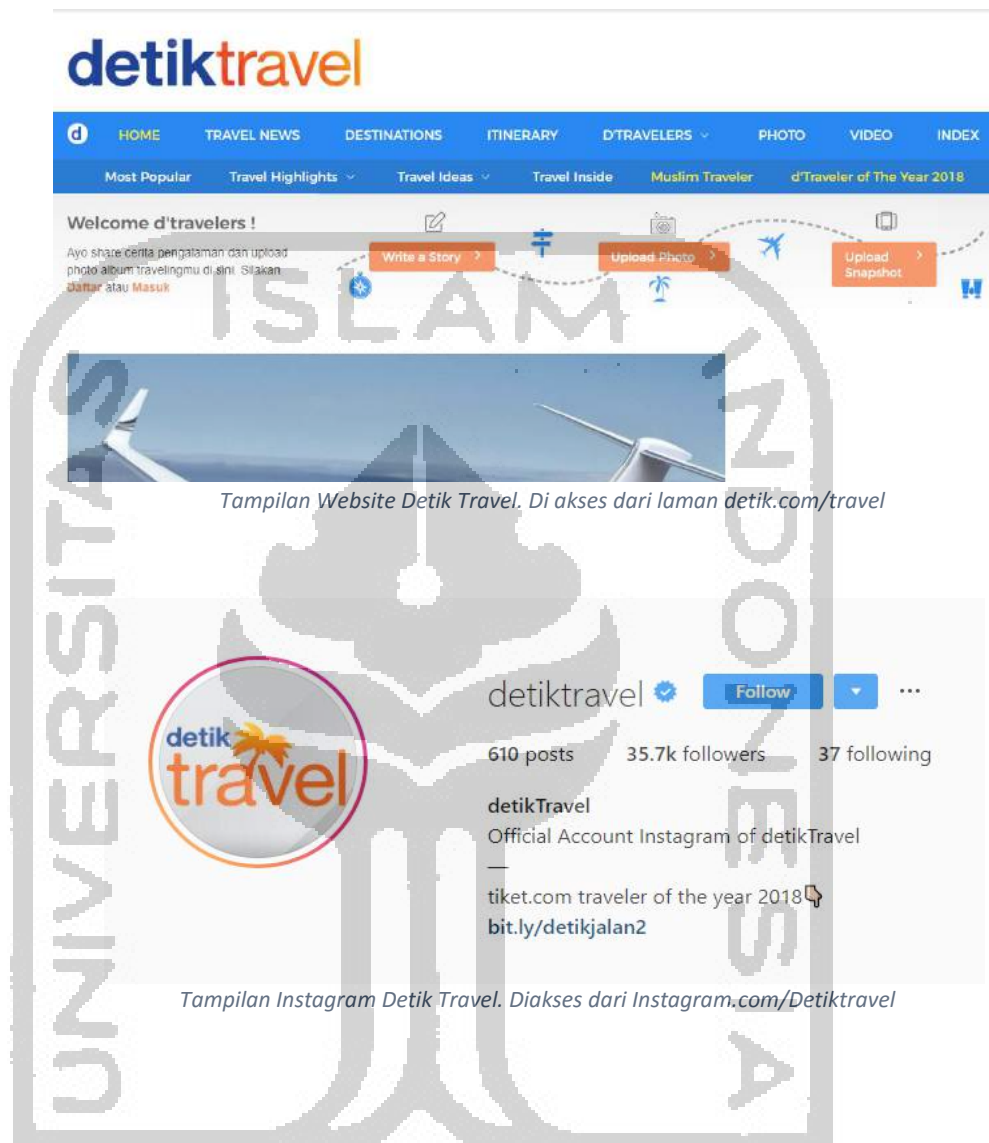 detiktravel
d HOME TRAVEL NEWS DESTINATIONS ITINERARY D'TRAVELERS PHOTO VIDEO INDEX
Most Popular Travel Highlights Travel Ideas Travel Inside Muslim Traveler d'Traveler of The Year 2018
Welcome d'travelers !
Ayo share cerita pengalaman dan upload
photo album travelingmu di sini. Silakan
Daftar atau Masuk
Write a Story >
Upload Photo >
Upload >
Snapshot
Tampilan Website Detik Travel. Di akses dari laman detik.com/travel
detik
travel
detiktravel Follow ...
610 posts 35.7k followers 37 following
detikTravel
Official Account Instagram of detikTravel
—
tiket.com traveler of the year 2018👇
bit.ly/detikjalan2
Tampilan Instagram Detik Travel. Diakses dari Instagram.com/Detiktravel
UNIVERSITAS
ISLAM
INDONESIA